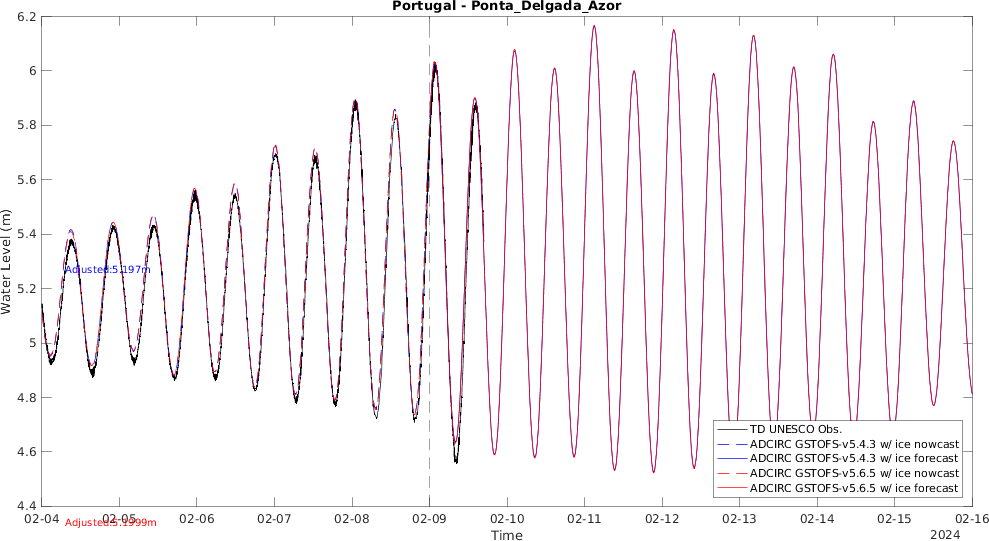 Portugal - Ponta_Delgada_Azor
6.2
6
5.8
5.6
5.4
5.2
5
4.8
4.6
4.4
Water Level (m)
Adjusted:5.197m
Adjusted:5.1999m
TD UNESCO Obs.
ADCIRC GSTOFS-v5.4.3 w/ ice nowcast
ADCIRC GSTOFS-v5.4.3 w/ ice forecast
ADCIRC GSTOFS-v5.6.5 w/ ice nowcast
ADCIRC GSTOFS-v5.6.5 w/ ice forecast
02-04 02-05 02-06 02-07 02-08 02-09 02-10 02-11 02-12 02-13 02-14 02-15 02-16
Time
2024